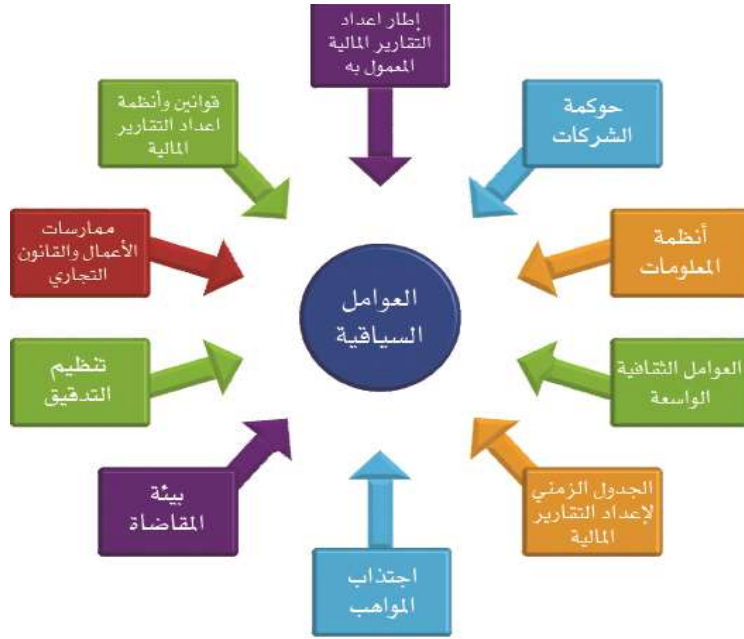 إطار اعداد
التقارير المالية
المعمول به
حوكمة
الشركات
أنظمة
المعلومات
العوامل الثقافية
الواسعة
الجدول الزمني
لإعداد التقارير
المالية
اجتذاب
المواهب
بيئة
المقاضاة
تنظيم
التدقيق
ممارسات
الأعمال والقانون
التجاري
قوانين وأنظمة
اعداد التقارير
المالية
العوامل
السياقية